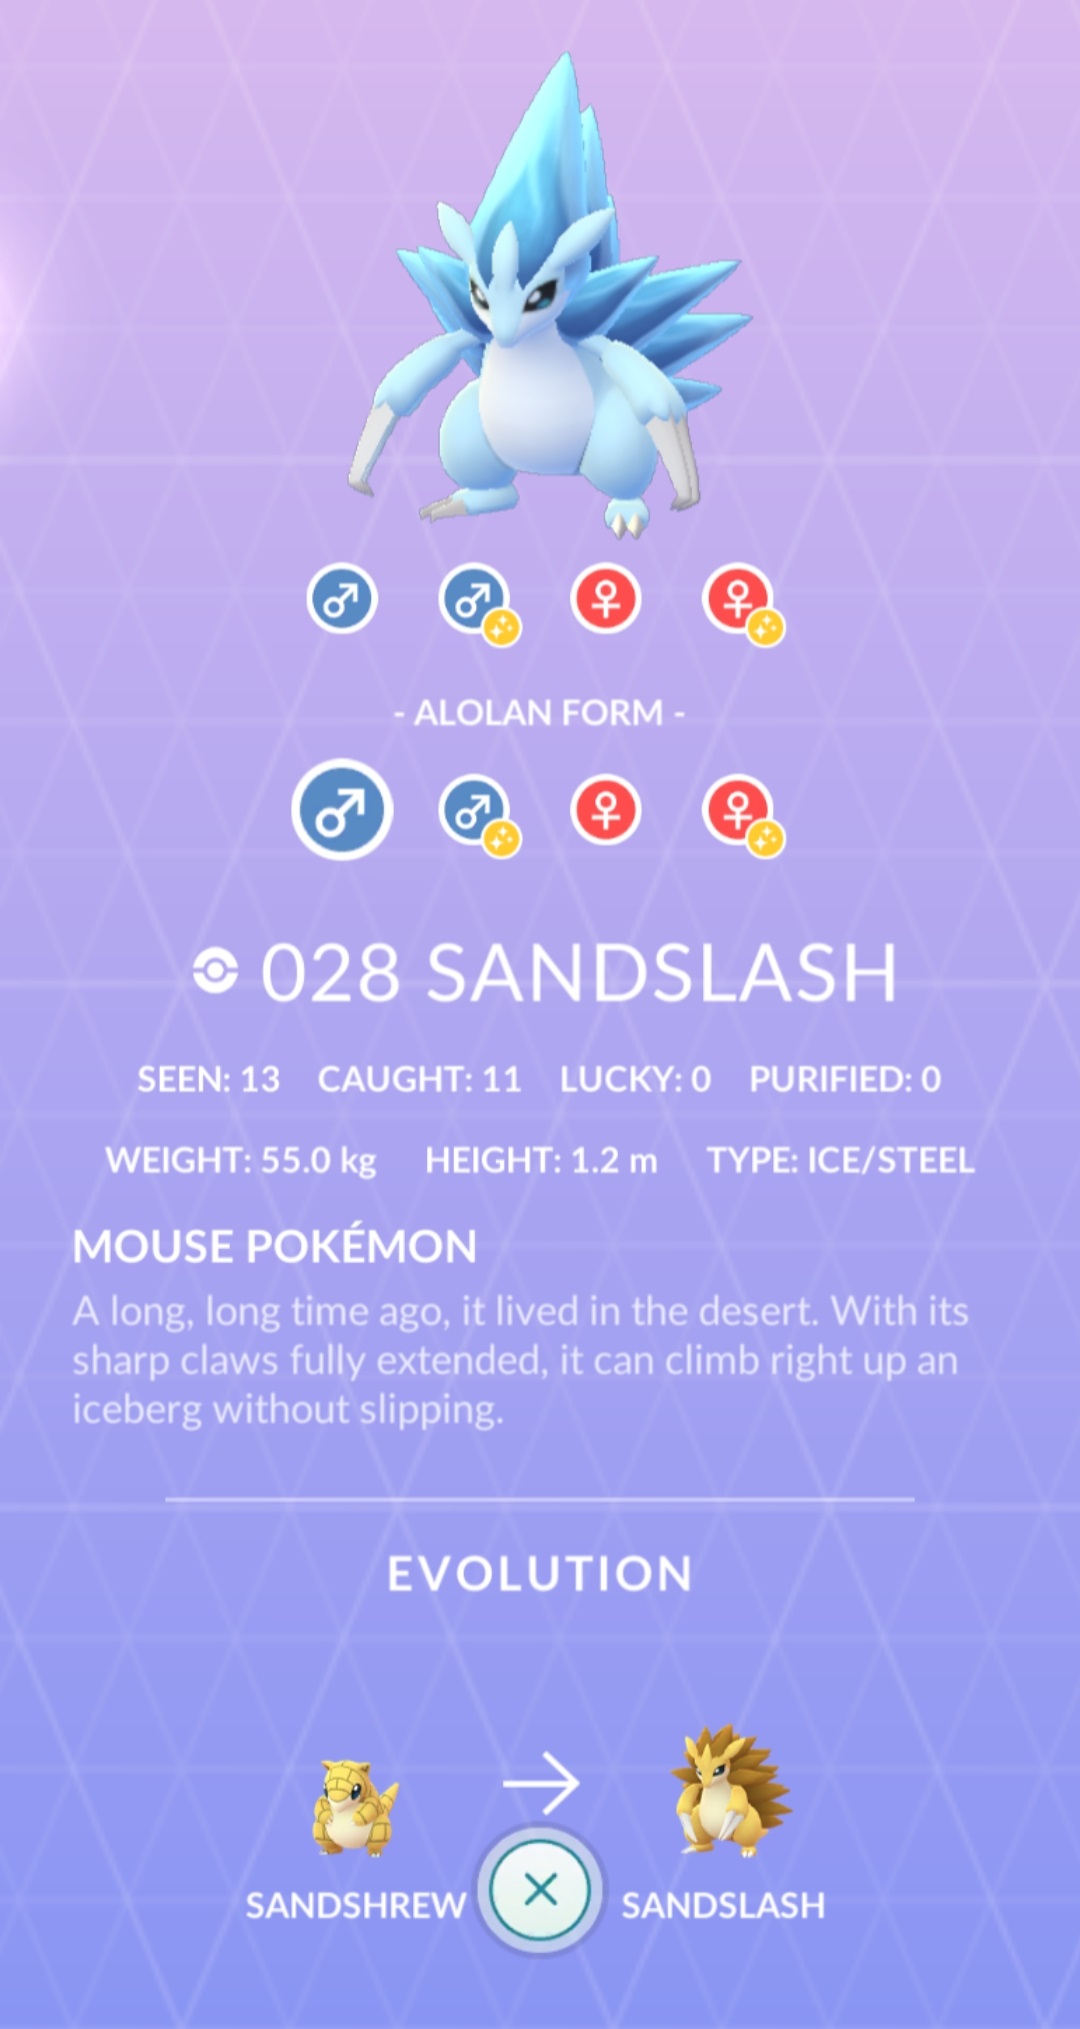 - ALOLAN FORM -
028 SANDSLASH
SEEN: 13 CAUGHT: 11 LUCKY: 0 PURIFIED: 0
WEIGHT: 55.0 kg HEIGHT: 1.2 m TYPE: ICE/STEEL
MOUSE POKÉMON
A long, long time ago, it lived in the desert. With its
sharp claws fully extended, it can climb right up an
iceberg without slipping.
EVOLUTION
SANDSHREW SANDSLASH